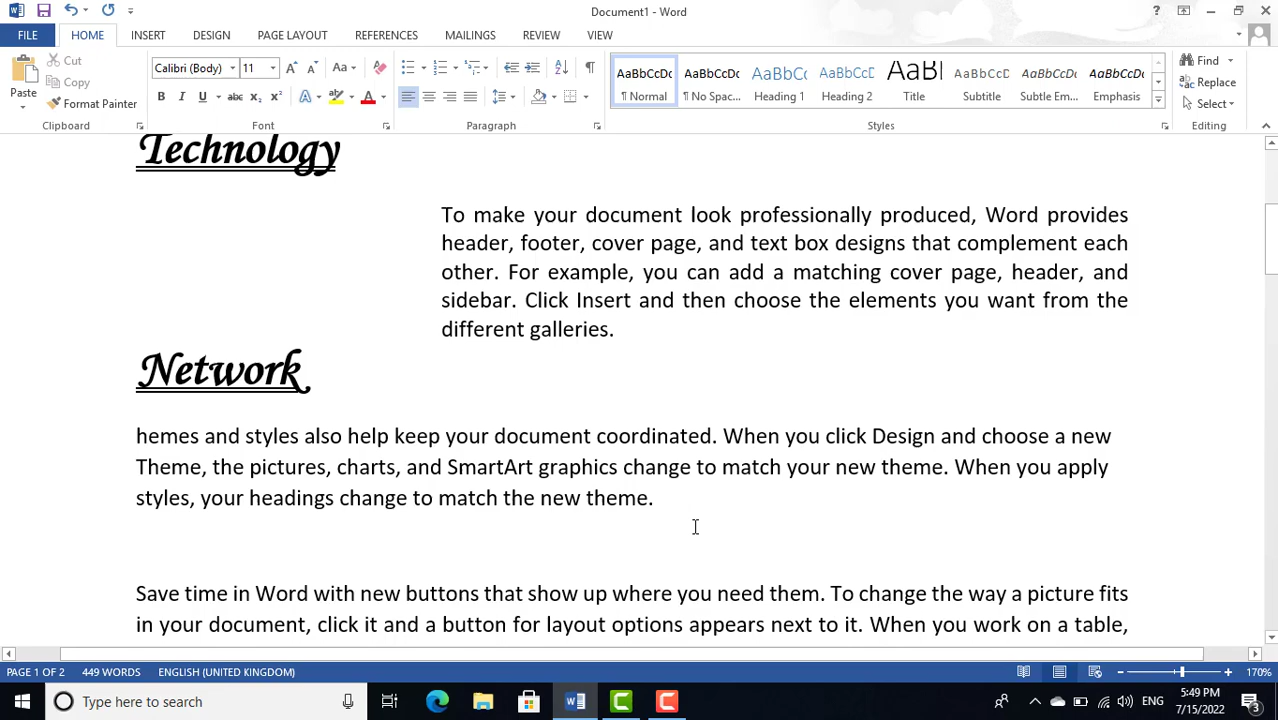 Document1 - Word
?
FILE HOME INSERT DESIGN PAGE LAYOUT REFERENCES MAILINGS REVIEW VIEW
Paste
Cut
Copy
Format Painter
Clipboard
Calibri (Body) 11
Font
Paragraph
AaBbCcDc AaBbCcDc AaBbCc AaBbCcDc AaBl AaBbCcDc AaBbCcDc AaBbCcDc
¶ Normal ¶ No Spac... Heading 1 Heading 2 Title Subtitle Subtle Em... Emphasis
Styles
Find
Replace
Select
Editing
Technology
To make your document look professionally produced, Word provides
header, footer, cover page, and text box designs that complement each
other. For example, you can add a matching cover page, header, and
sidebar. Click Insert and then choose the elements you want from the
different galleries.
Network
hemes and styles also help keep your document coordinated. When you click Design and choose a new
Theme, the pictures, charts, and SmartArt graphics change to match your new theme. When you apply
styles, your headings change to match the new theme.
Save time in Word with new buttons that show up where you need them. To change the way a picture fits
in your document, click it and a button for layout options appears next to it. When you work on a table,
PAGE 1 OF 2 449 WORDS ENGLISH (UNITED KINGDOM) 170%
Type here to search
ENG
5:49 PM
7/15/2022
3